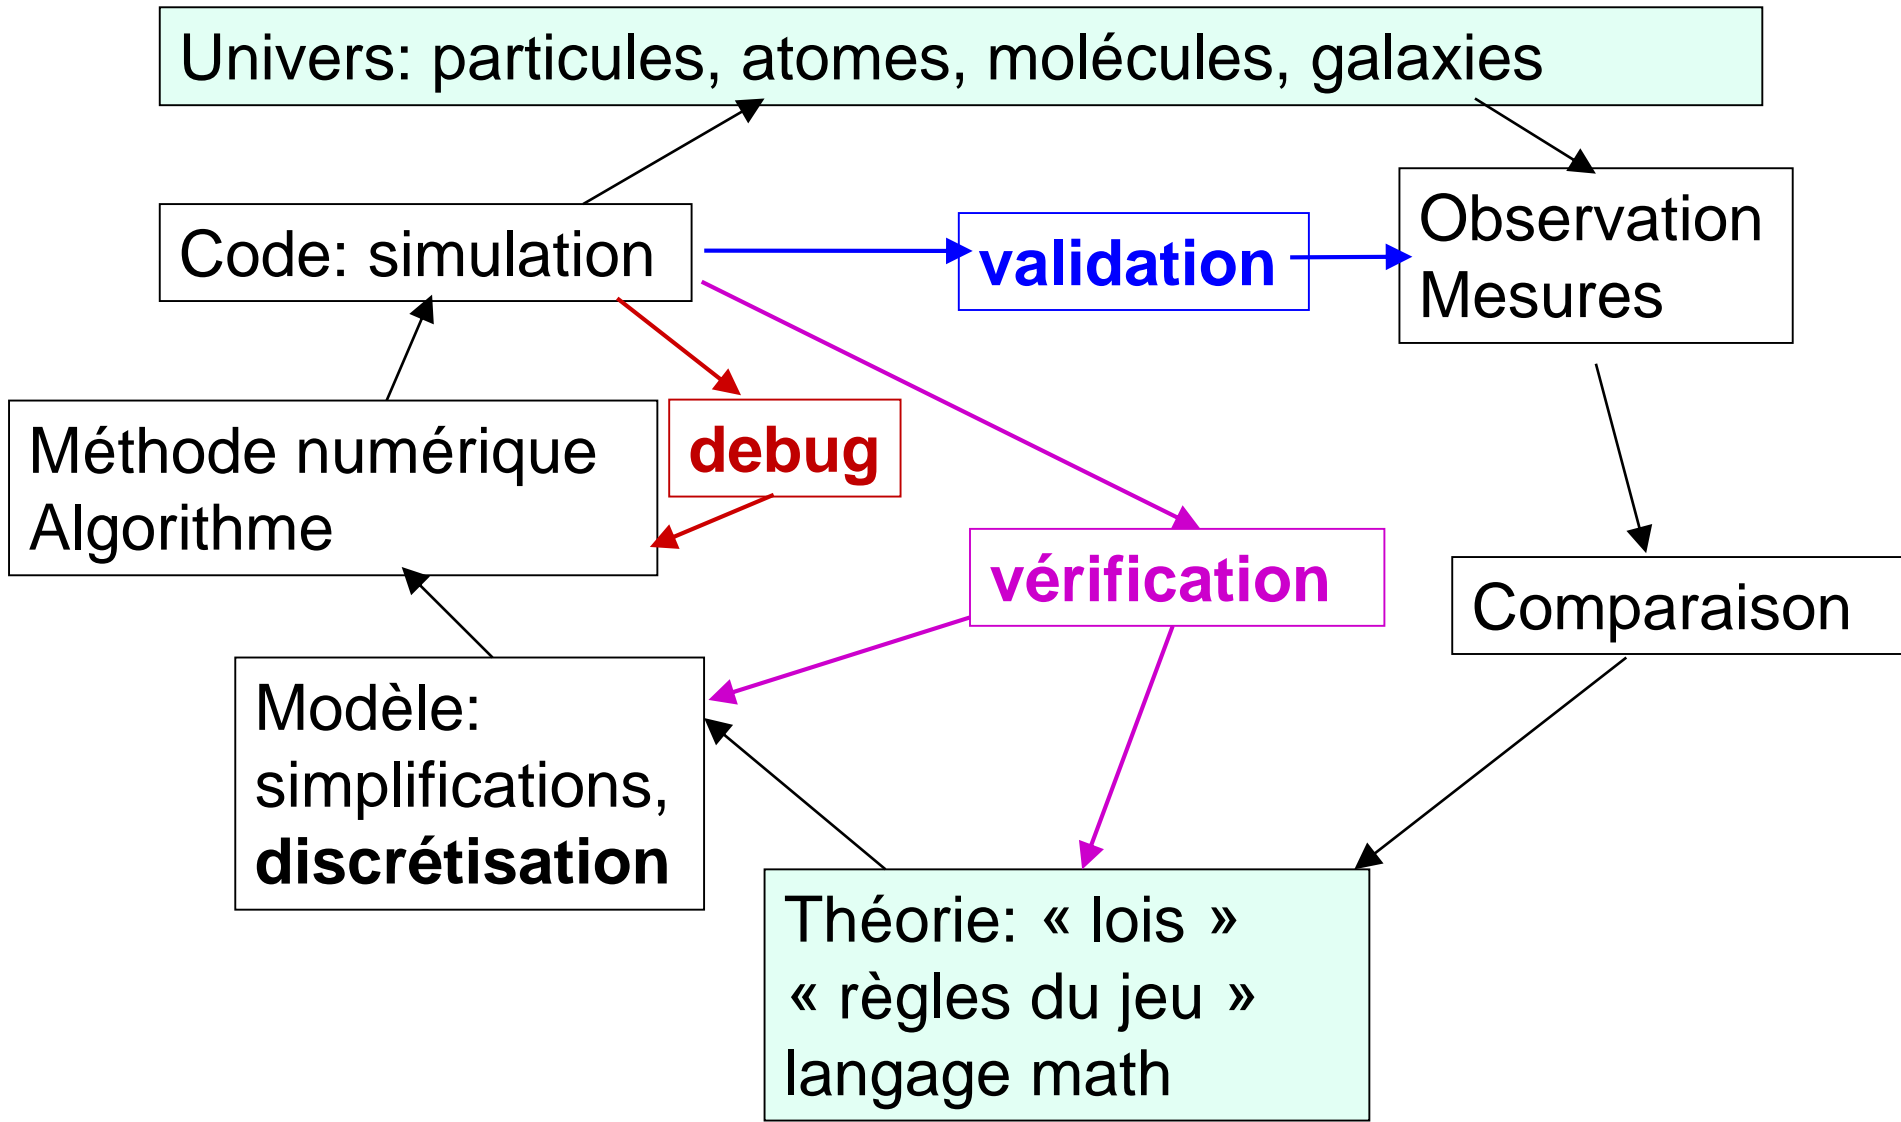 Univers: particules, atomes, molécules, galaxies
Code: simulation
validation
Observation
Mesures
Méthode numérique
Algorithme
debug
vérification
Comparaison
Modèle:
simplifications,
discrétisation
Théorie: « lois »
« règles du jeu »
langage math